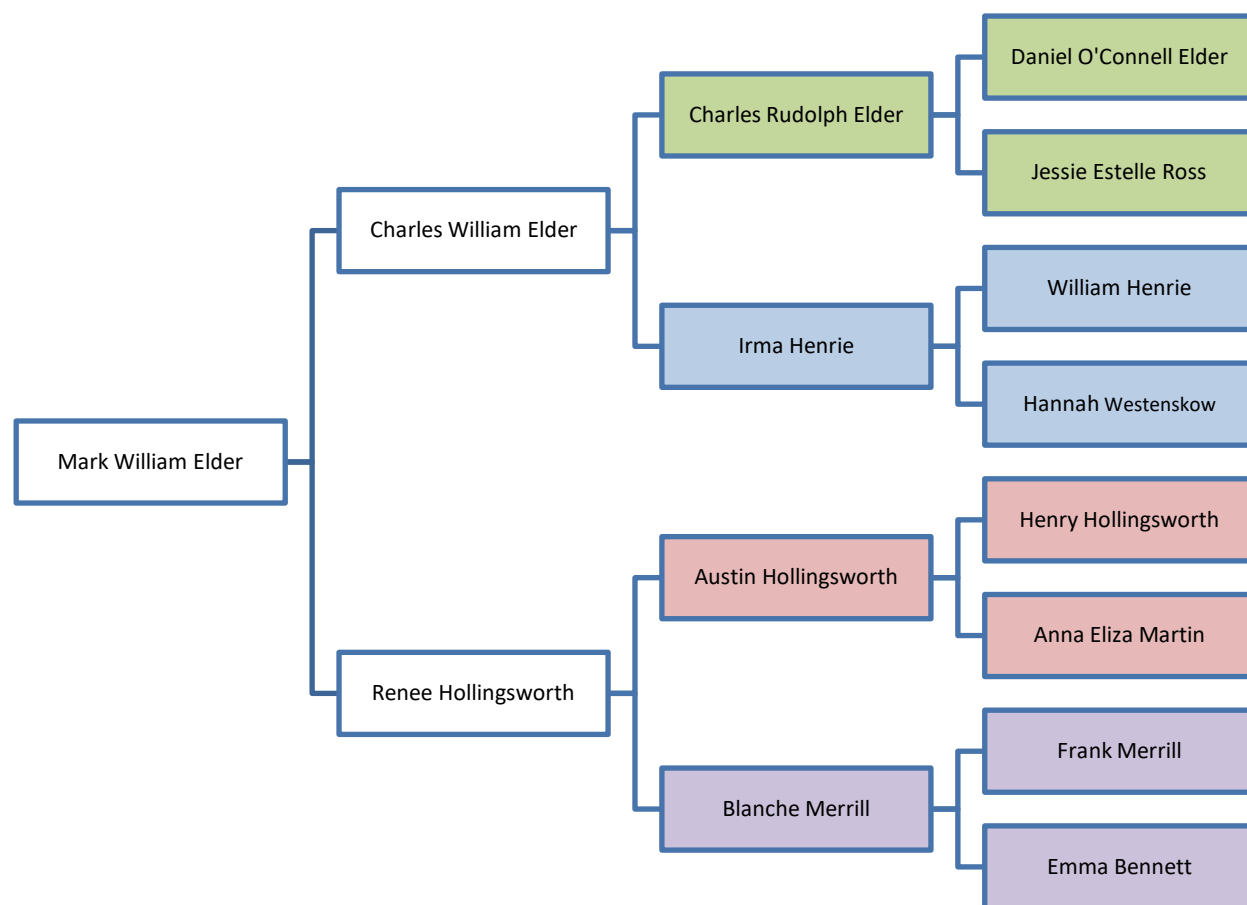 Daniel O'Connell Elder
Charles Rudolph Elder
Jessie Estelle Ross
Charles William Elder
William Henrie
Irma Henrie
Hannah Westenskow
Mark William Elder
Henry Hollingsworth
Austin Hollingsworth
Anna Eliza Martin
Renee Hollingsworth
Frank Merrill
Blanche Merrill
Emma Bennett